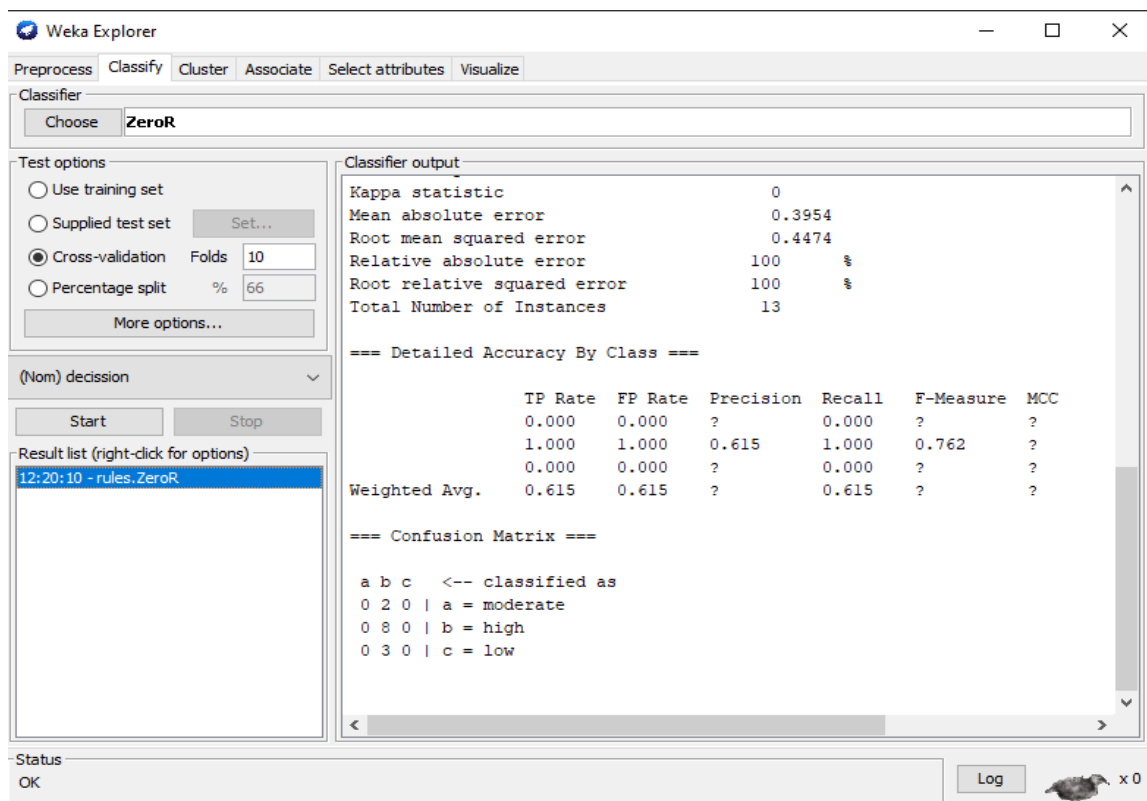 Weka Explorer
Preprocess Classify Cluster Associate Select attributes Visualize
Classifier
Choose ZeroR
Test options
Use training set
Supplied test set Set...
Cross-validation Folds 10
Percentage split % 66
More options...
(Nom) decission
Start Stop
Result list (right-click for options)
12:20:10 - rules.ZeroR
Classifier output
Kappa statistic 0
Mean absolute error 0.3954
Root mean squared error 0.4474
Relative absolute error 100 %
Root relative squared error 100 %
Total Number of Instances 13
=== Detailed Accuracy By Class ===
TP Rate FP Rate Precision Recall F-Measure MCC
0.000 0.000 ? 0.000 ? ?
1.000 1.000 0.615 1.000 0.762 ?
0.000 0.000 ? 0.000 ? ?
Weighted Avg. 0.615 0.615 ? 0.615 ? ?
=== Confusion Matrix ===
a b c <-- classified as
0 2 0 | a = moderate
0 8 0 | b = high
0 3 0 | c = low
Status
OK
Log x 0